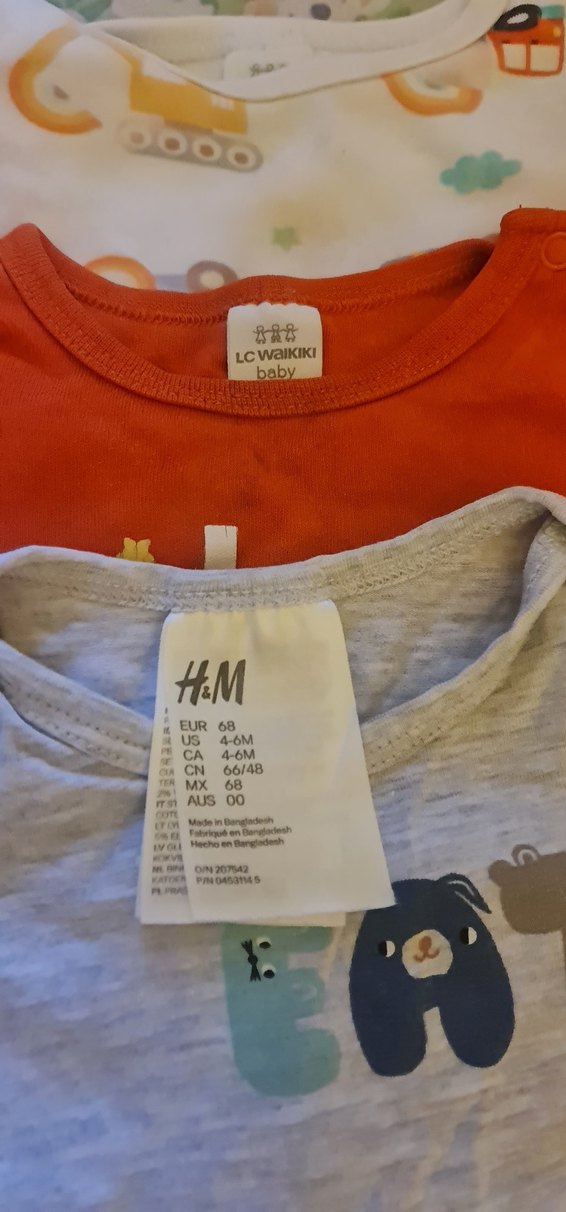 LC WAIKIKI
baby
H&M
EUR 68
US 4-6M
CA 4-6M
CN 66/48
MX 68
AUS 00
Made in Bangladesh
Fabriqué en Bangladesh
Hecho en Bangladesh
O/N 207542
P/N 0453114 5
EAT